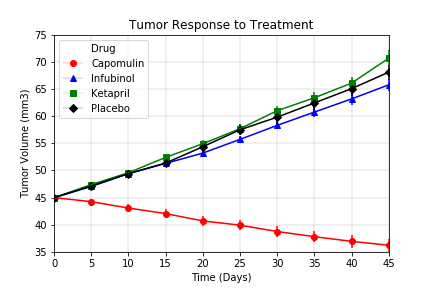 Tumor Response to Treatment
Tumor Volume (mm3)
75
70
65
60
55
50
45
40
35
Drug
Capomulin
Infubinol
Ketapril
Placebo
0 5 10 15 20 25 30 35 40 45
Time (Days)